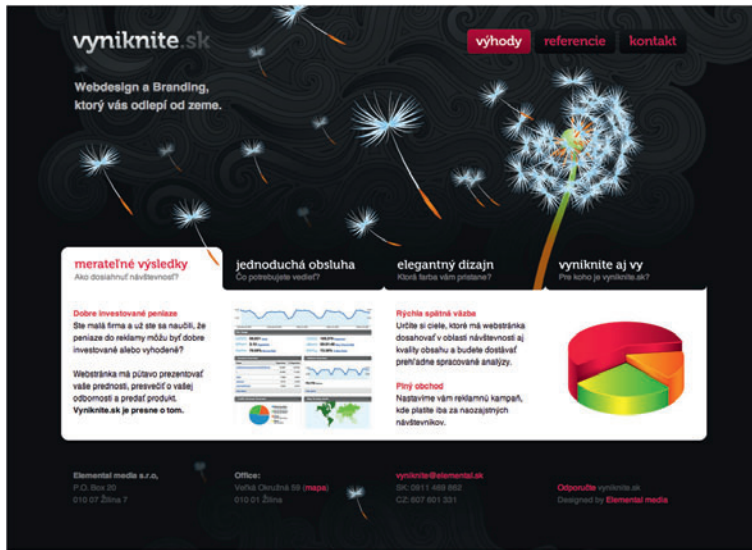 vyniknite.sk
výhody referencie kontakt
Webdesign a Branding,
ktorý vás odlepí od zeme.
merateľné výsledky
Ako dosiahnuť návštevnosť?
jednoduchá obsluha
Čo potrebujete vedieť?
elegantný dizajn
Ktorá farba vám pristane?
vyniknite aj vy
Pre koho je vyniknite.sk?
Dobre investované peniaze
Ste malá firma a už ste sa naučili, že
peniaze do reklamy môžu byť dobre
investované alebo vyhodené?
Webstránka má pútavo prezentovať
vaše prednosti, presvečiť o vašej
odbornosti a predať produkt.
Vyniknite.sk je presne o tom.
Rýchla spätná väzba
Určite si ciele, ktoré má webstránka
dosahovať v oblasti návštevnosti aj
kvality obsahu a budete dostávať
prehľadne spracované analýzy.
Plný obchod
Nastavíme vám reklamnú kampaň,
kde platíte iba za naozajstných
návštevníkov.
Elemental media s.r.o,
P.O. Box 20
010 07 Žilina 7
Office:
Veľká Okružná 59 (mapa)
010 01 Žilina
vyniknite@elemental.sk
SK: 0911 469 862
CZ: 607 601 331
Odporučte vyniknite.sk
Designed by Elemental media